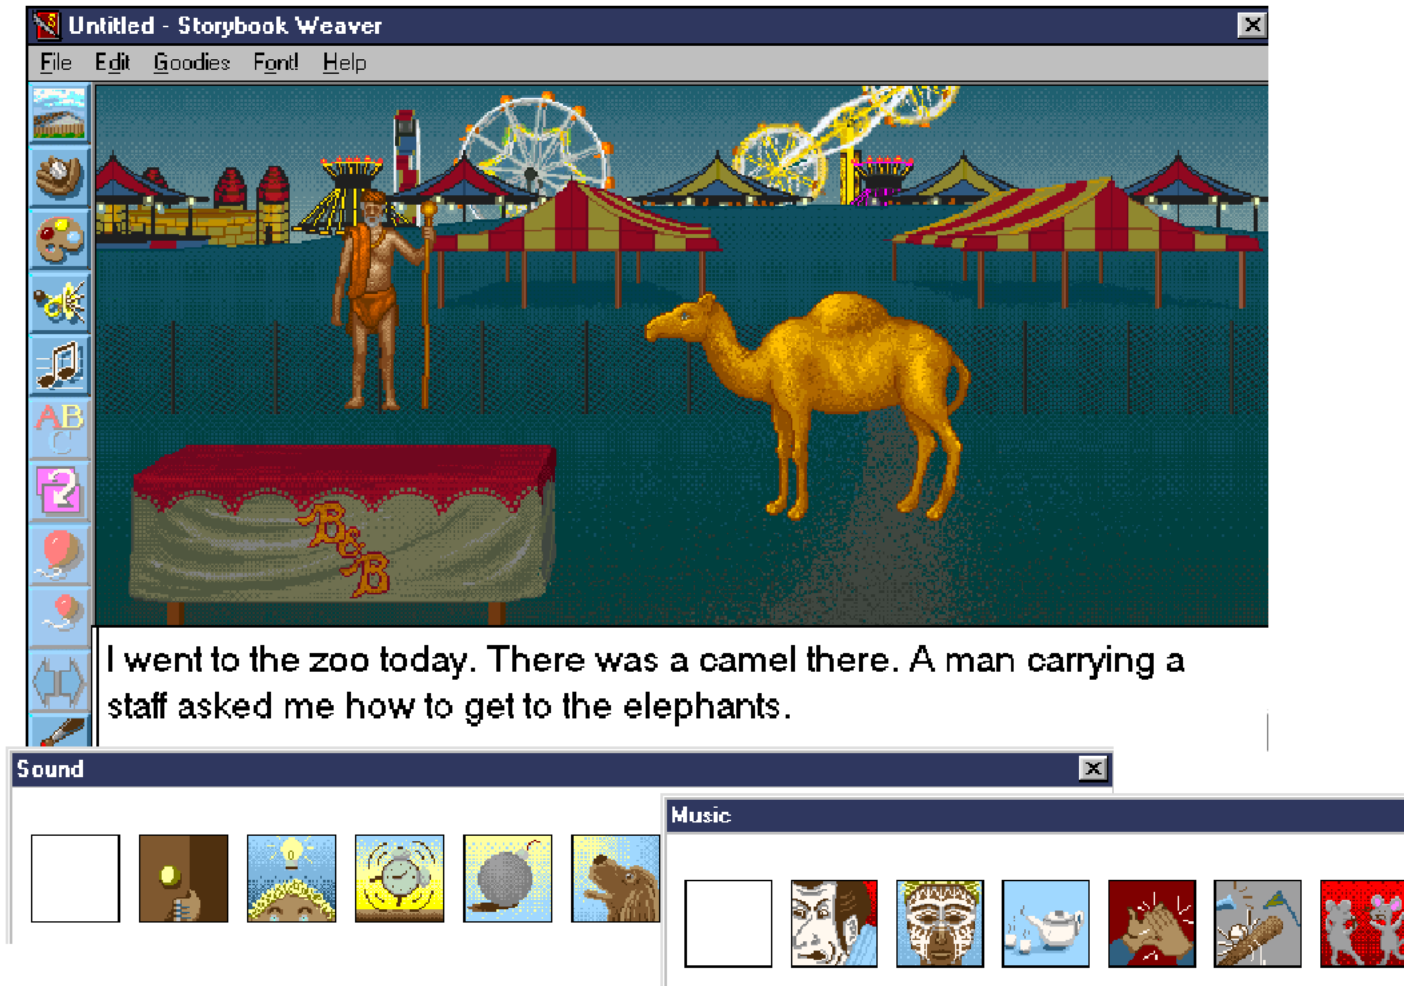 Untitled - Storybook Weaver
File Edit Goodies Font! Help
A B C
B & B
I went to the zoo today. There was a camel there. A man carrying a
staff asked me how to get to the elephants.
Sound
Music